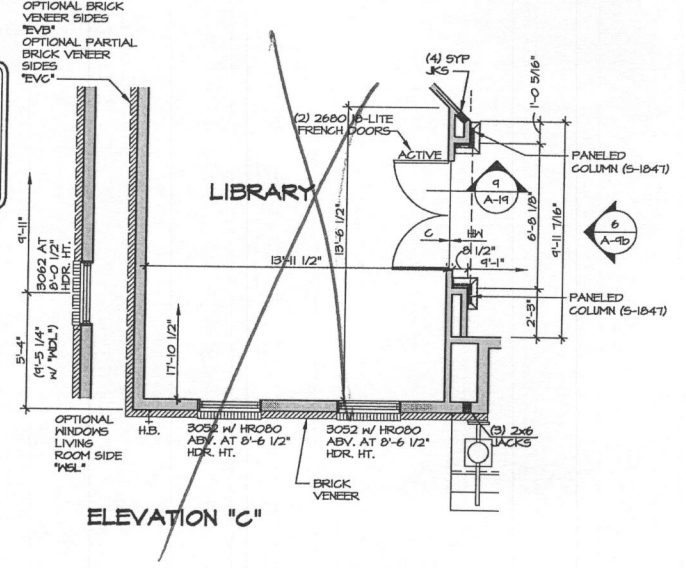 OPTIONAL BRICK
VENEER SIDES
"EVB"
OPTIONAL PARTIAL
BRICK VENEER
SIDES
"EVC"
(4) SYP
JKS
1'-0 5/16"
(2) 2680 18-LITE
FRENCH DOORS
ACTIVE
PANELED
COLUMN (S-1847)
LIBRARY
9
A-19
6
A-9b
13'-6 1/2"
6'-8 1/8"
9'-11 7/16"
C
HW
8 1/2"
9'-1"
13'-11 1/2"
9'-11"
3062 AT
8'-0 1/2"
HDR. HT.
PANELED
COLUMN (S-1847)
2'-3"
5'-4"
(9'-5 1/4"
W/ "WDL")
17'-10 1/2"
OPTIONAL
WINDOWS
LIVING
ROOM SIDE
"WSL"
H.B.
3052 W/ HR080
ABV. AT 8'-6 1/2"
HDR. HT.
3052 W/ HR080
ABV. AT 8'-6 1/2"
HDR. HT.
(3) 2x6
JACKS
BRICK
VENEER
ELEVATION "C"